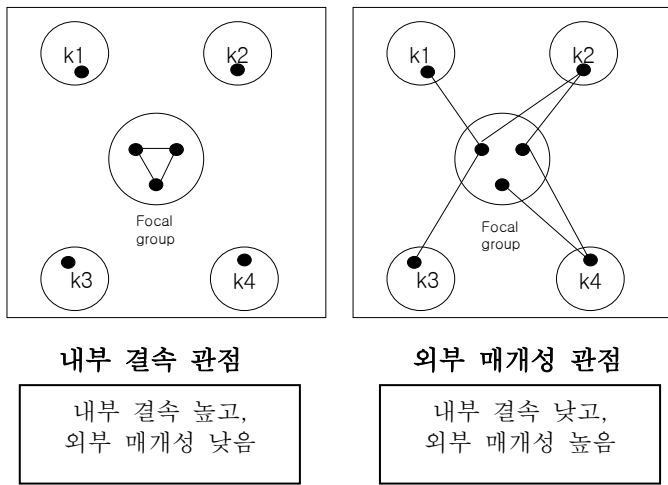 k1
k2
Focal
group
k3
k4
k1
k2
Focal
group
k3
k4
내부 결속 관점
외부 매개성 관점
내부 결속 높고,
외부 매개성 낮음
내부 결속 낮고,
외부 매개성 높음